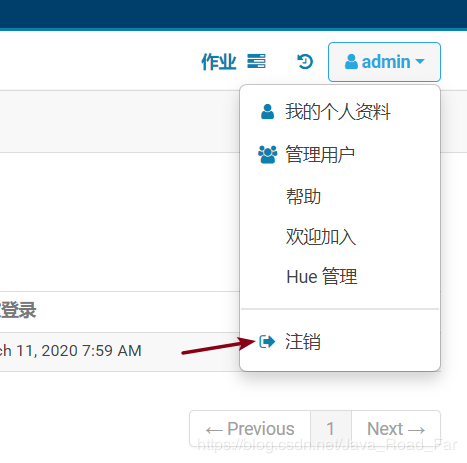 作业
admin
我的个人资料
管理用户
帮助
欢迎加入
Hue 管理
登录
ch 11, 2020 7:59 AM
注销
← Previous 1 Next →
https://blog.csdn.net/Java_Road_Far